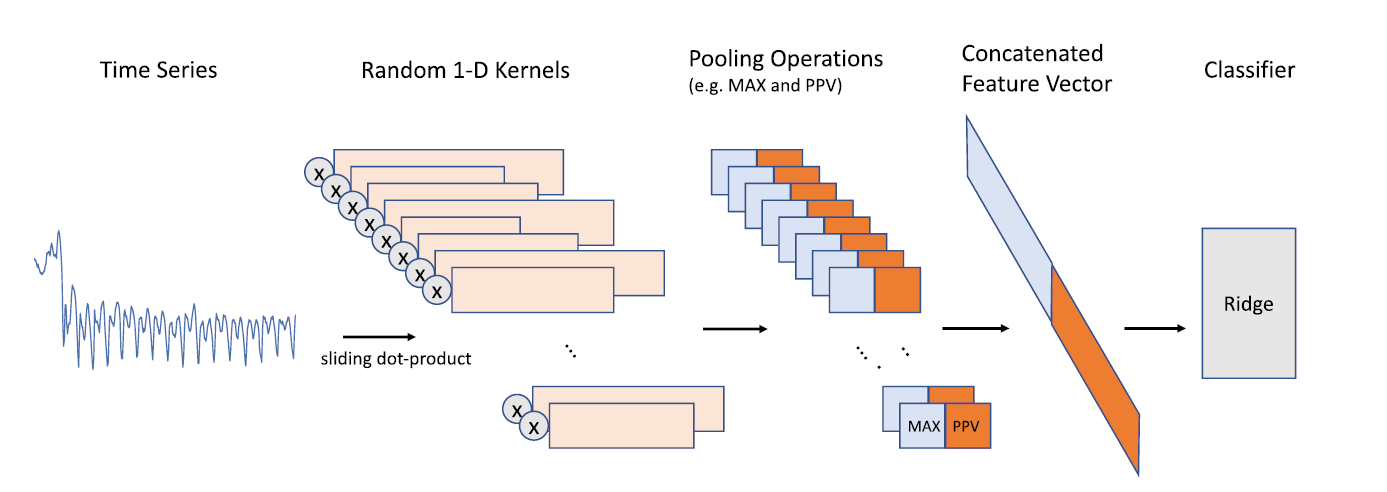 Time Series
Random 1-D Kernels
Pooling Operations
(e.g. MAX and PPV)
Concatenated
Feature Vector
Classifier
X
X
X
X
X
X
X
X
sliding dot-product
Ridge
X
X
MAX
PPV